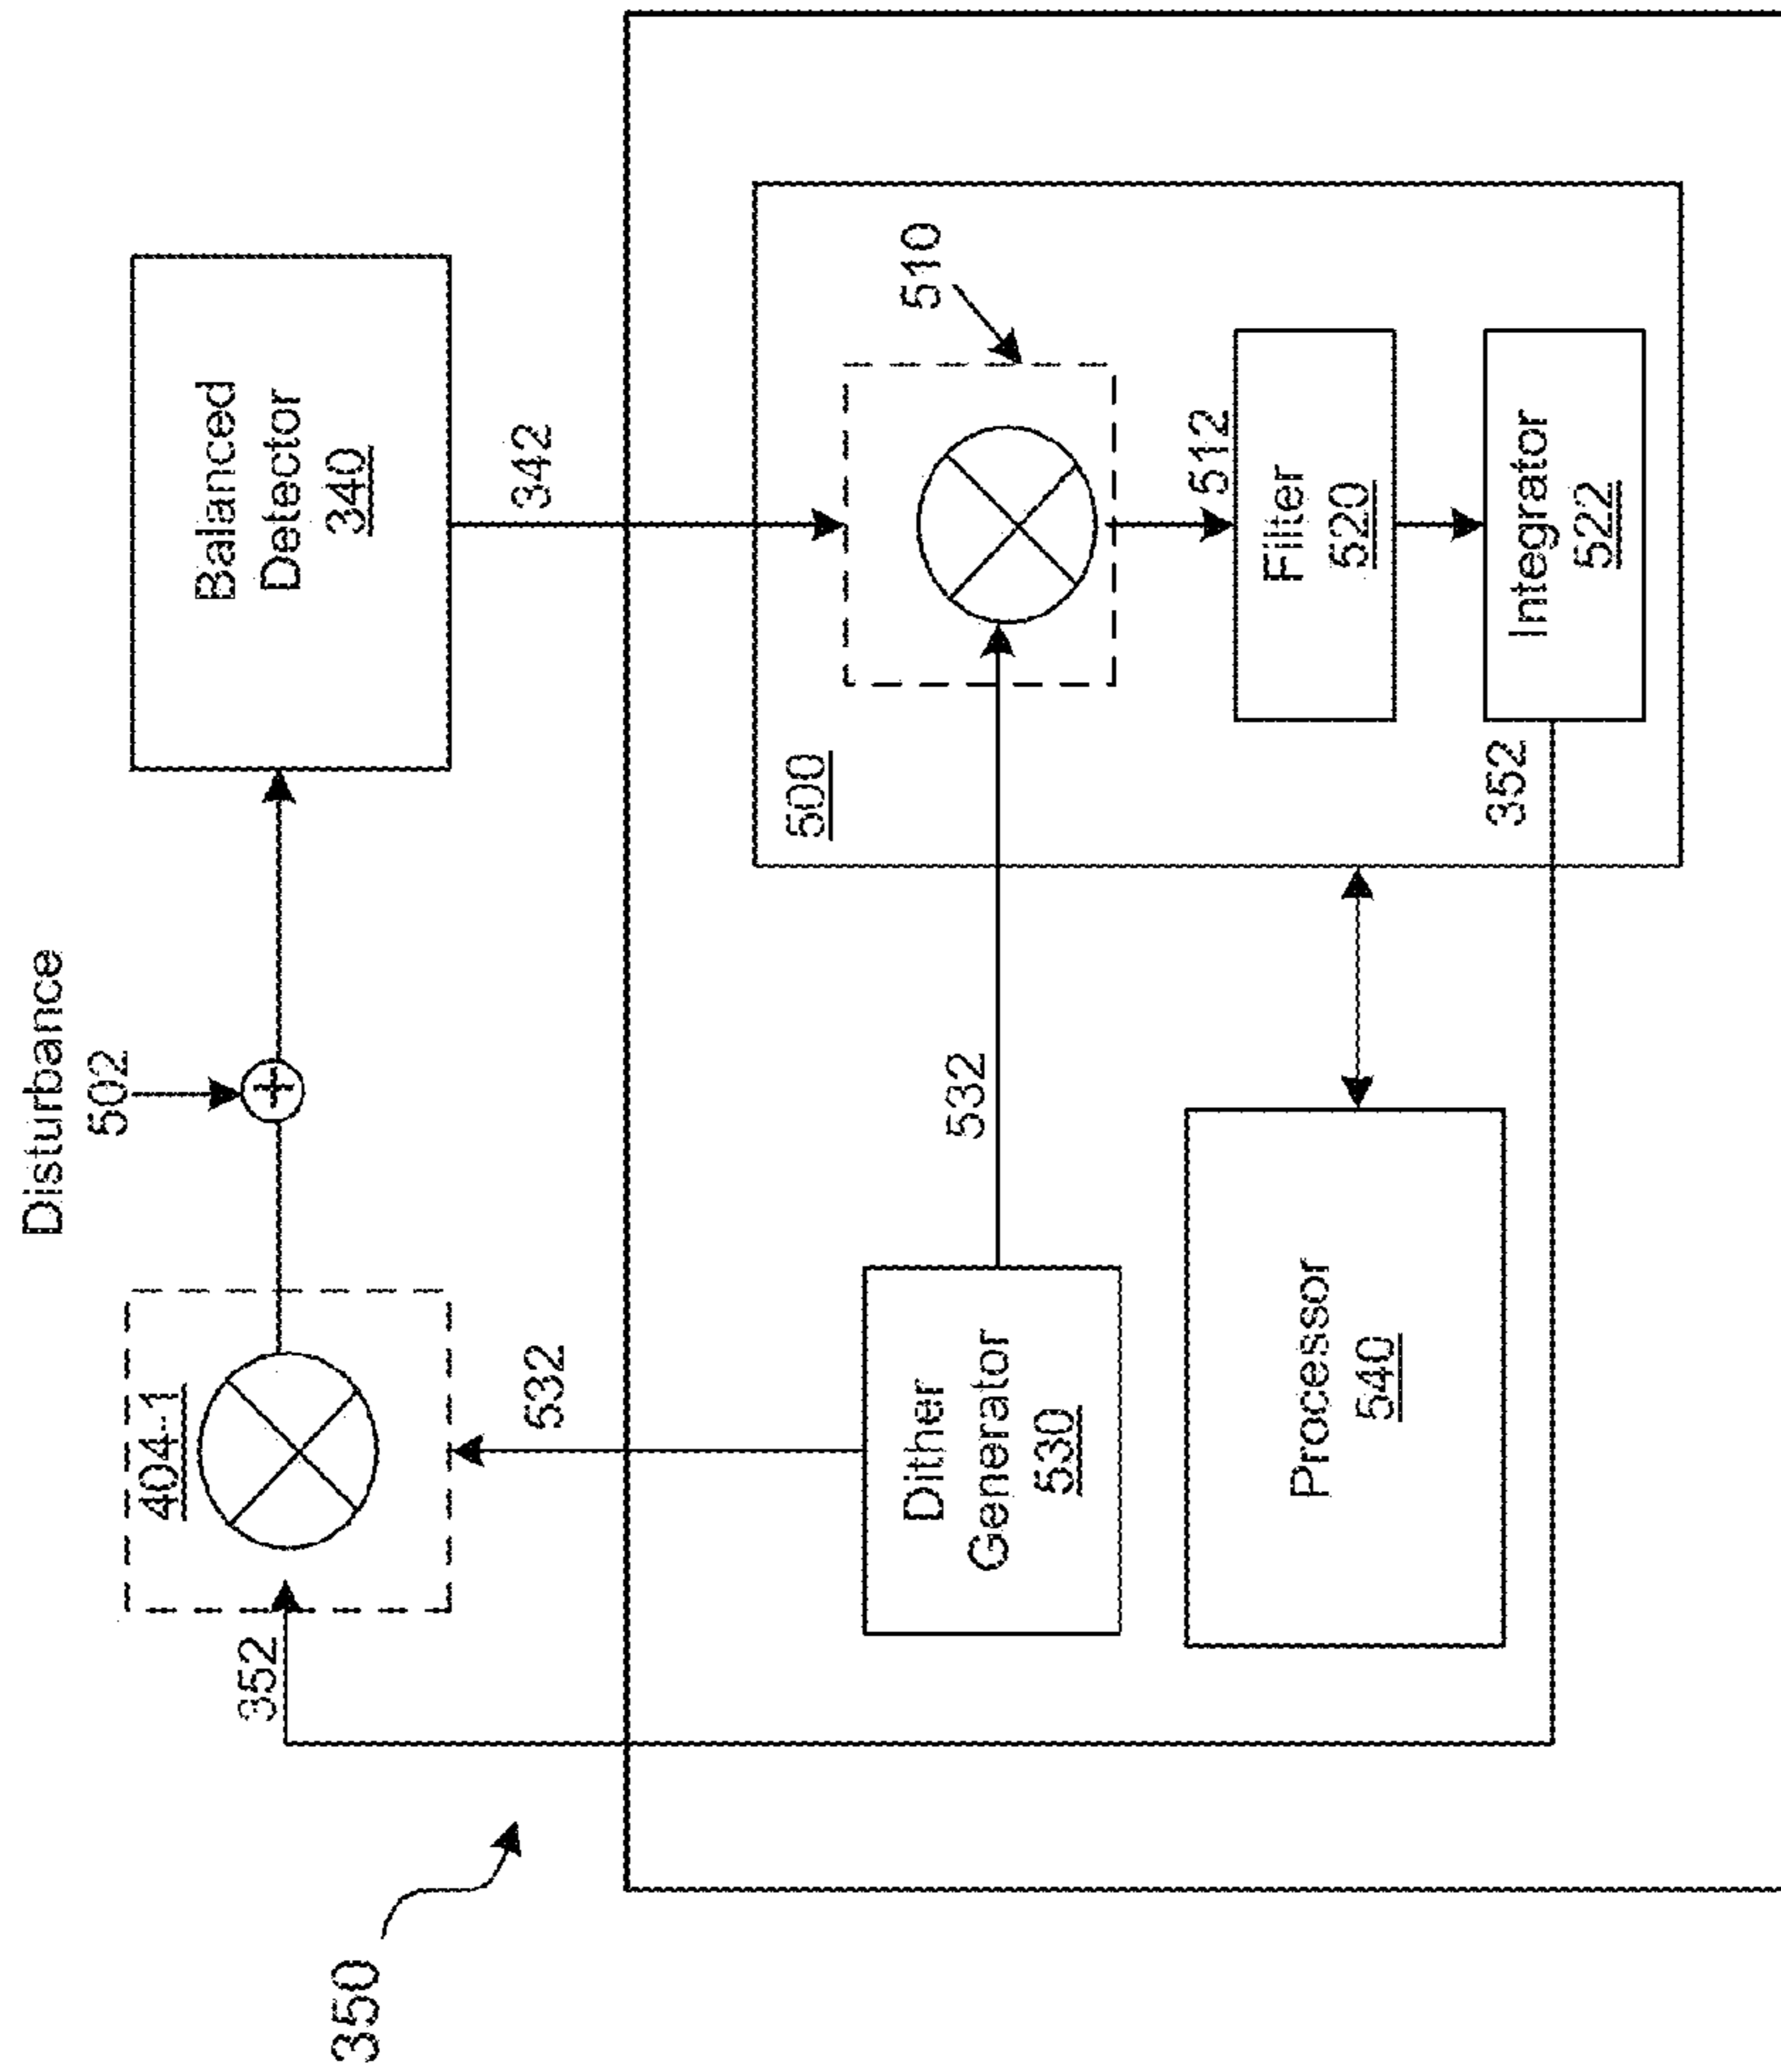 Disturbance
502
404-1
352
532
Balanced
Detector
340
342
350
Dither
Generator
530
532
500
510
512
Filter
520
Integrator
522
352
Processor
540